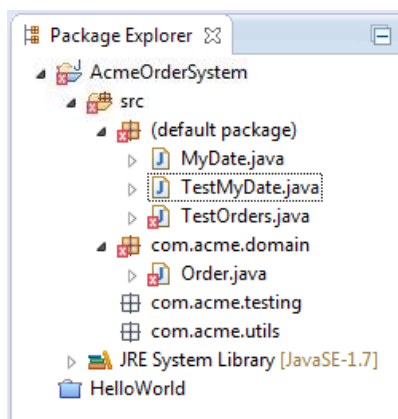 Package Explorer
AcmeOrderSystem
src
(default package)
MyDate.java
TestMyDate.java
TestOrders.java
com.acme.domain
Order.java
com.acme.testing
com.acme.utils
JRE System Library [JavaSE-1.7]
HelloWorld